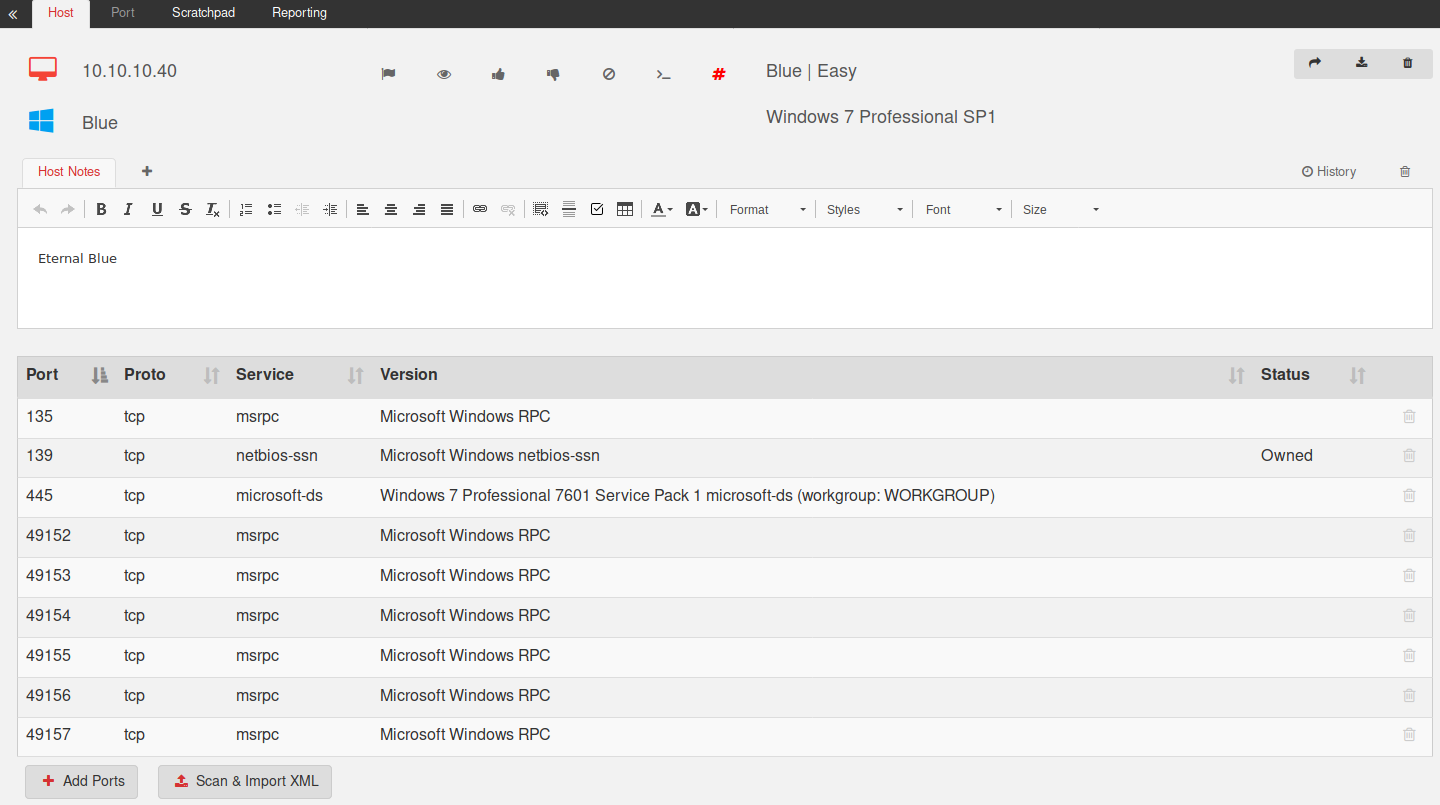 Host Port Scratchpad Reporting
10.10.10.40 # Blue | Easy
Blue Windows 7 Professional SP1
Host Notes + History
B I U S Tx A A Format Styles Font Size
Eternal Blue
Port Proto Service Version Status
135 tcp msrpc Microsoft Windows RPC
139 tcp netbios-ssn Microsoft Windows netbios-ssn Owned
445 tcp microsoft-ds Windows 7 Professional 7601 Service Pack 1 microsoft-ds (workgroup: WORKGROUP)
49152 tcp msrpc Microsoft Windows RPC
49153 tcp msrpc Microsoft Windows RPC
49154 tcp msrpc Microsoft Windows RPC
49155 tcp msrpc Microsoft Windows RPC
49156 tcp msrpc Microsoft Windows RPC
49157 tcp msrpc Microsoft Windows RPC
Add Ports Scan & Import XML